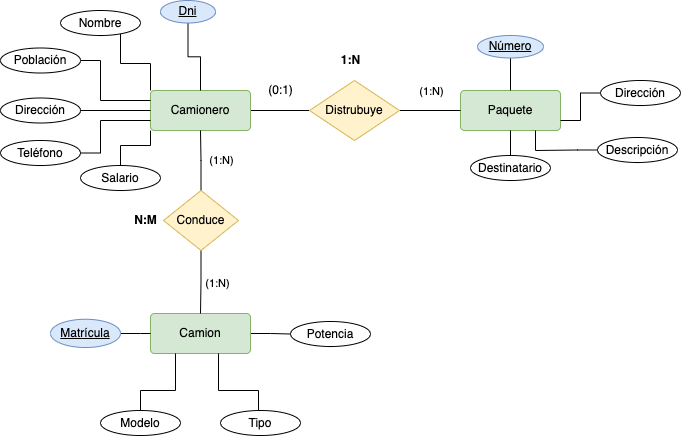 Dni
Nombre
Número
1:N
Población
(0:1)
(1:N)
Dirección
Dirección
Camionero
Distrubuye
Paquete
Teléfono
Descripción
(1:N)
Destinatario
Salario
N:M
Conduce
(1:N)
Matrícula
Camion
Potencia
Modelo
Tipo